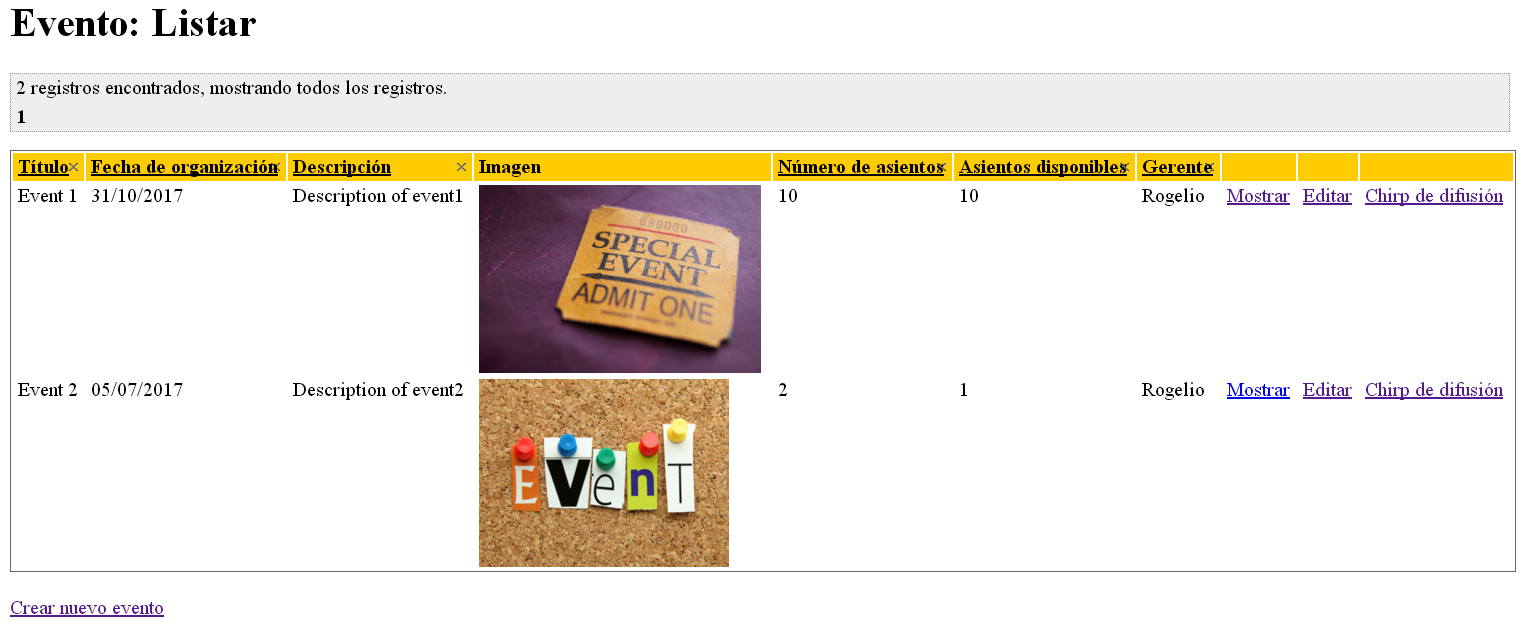 Evento: Listar
2 registros encontrados, mostrando todos los registros.
1
Título Fecha de organización Descripción Imagen Número de asientos Asientos disponibles Gerente
Event 1 31/10/2017 Description of event1 10 10 Rogelio Mostrar Editar Chirp de difusión
888000
SPECIAL
EVENT
ADMIT ONE
Event 2 05/07/2017 Description of event2 2 1 Rogelio Mostrar Editar Chirp de difusión
EVenT
Crear nuevo evento